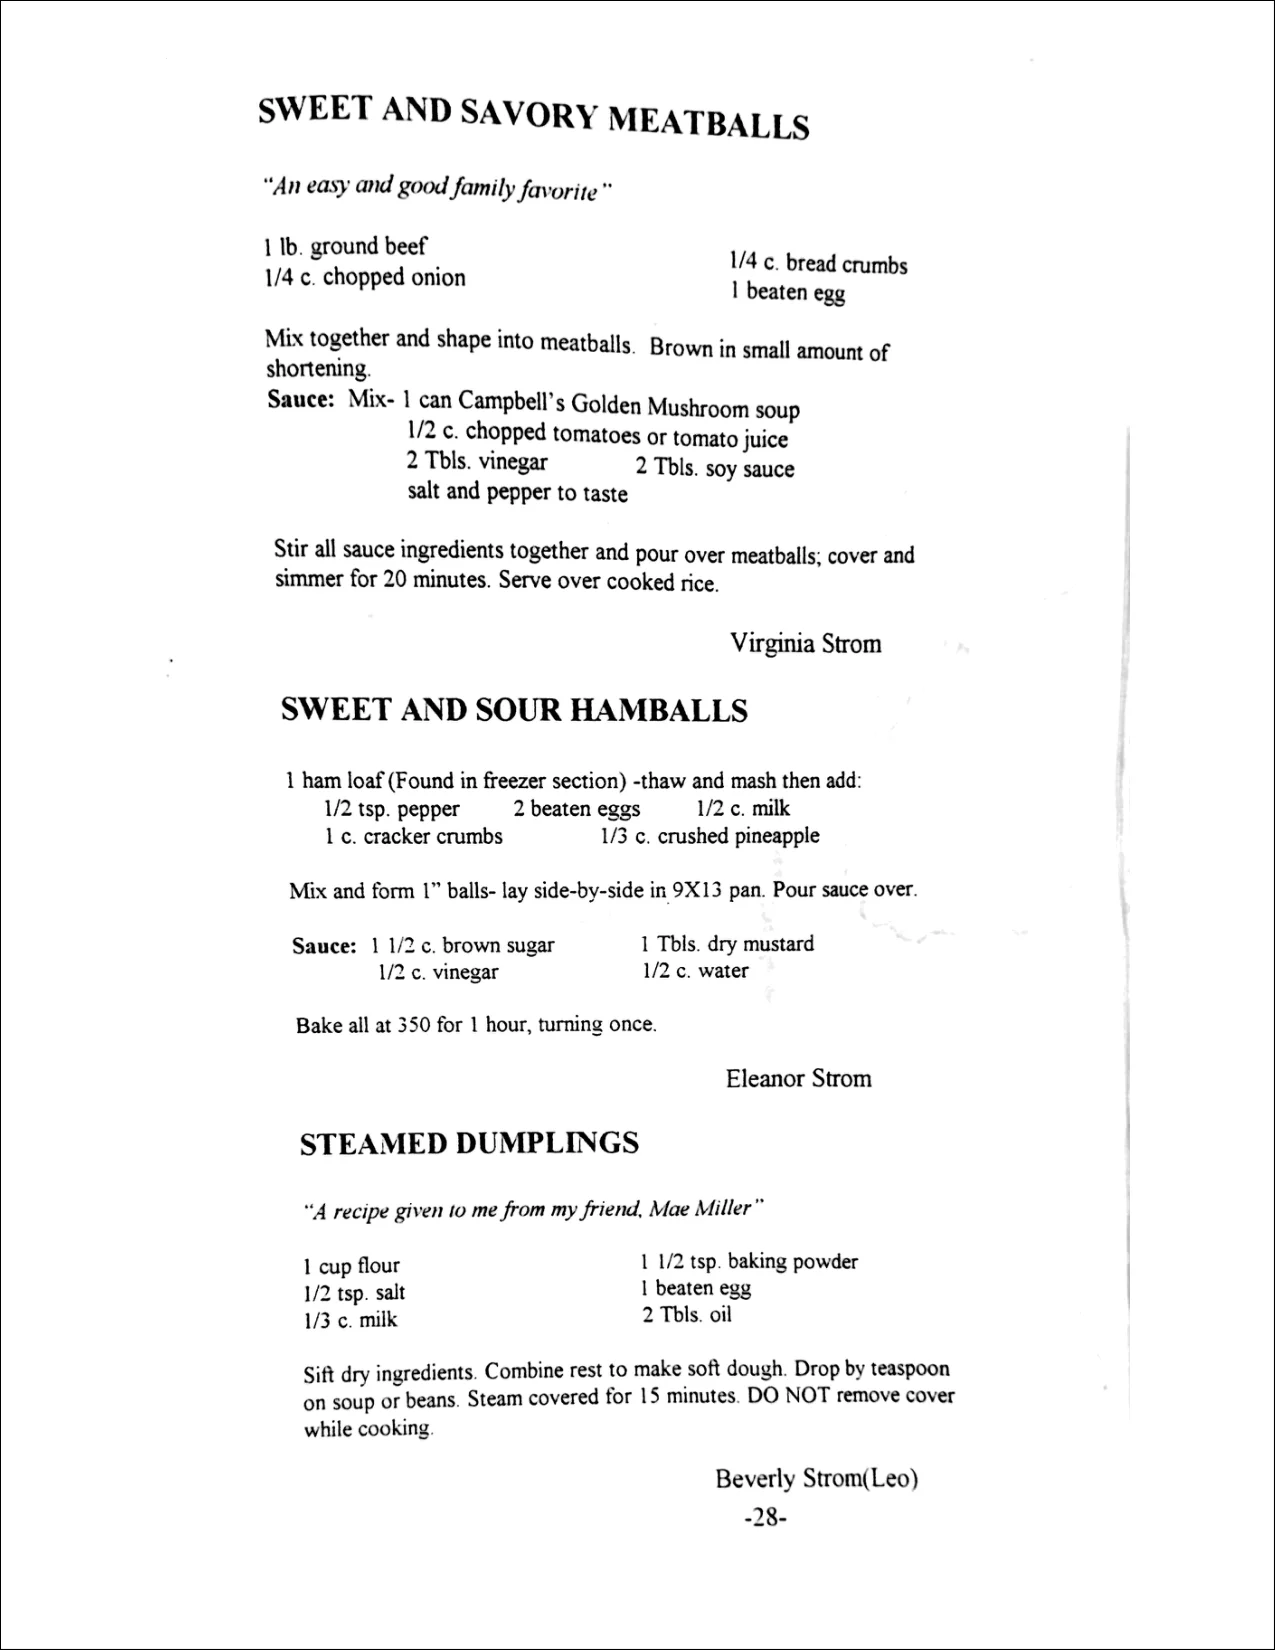 SWEET AND SAVORY MEATBALLS
"An easy and good family favorite"
1 lb. ground beef 1/4 c. bread crumbs
1/4 c. chopped onion 1 beaten egg
Mix together and shape into meatballs. Brown in small amount of
shortening.
Sauce: Mix- 1 can Campbell's Golden Mushroom soup
1/2 c. chopped tomatoes or tomato juice
2 Tbls. vinegar 2 Tbls. soy sauce
salt and pepper to taste
Stir all sauce ingredients together and pour over meatballs; cover and
simmer for 20 minutes. Serve over cooked rice.
Virginia Strom
SWEET AND SOUR HAMBALLS
1 ham loaf (Found in freezer section) -thaw and mash then add:
1/2 tsp. pepper 2 beaten eggs 1/2 c. milk
1 c. cracker crumbs 1/3 c. crushed pineapple
Mix and form 1" balls- lay side-by-side in 9X13 pan. Pour sauce over.
Sauce: 1 1/2 c. brown sugar 1 Tbls. dry mustard
1/2 c. vinegar 1/2 c. water
Bake all at 350 for 1 hour, turning once.
Eleanor Strom
STEAMED DUMPLINGS
"A recipe given to me from my friend, Mae Miller"
1 cup flour 1 1/2 tsp. baking powder
1/2 tsp. salt 1 beaten egg
1/3 c. milk 2 Tbls. oil
Sift dry ingredients. Combine rest to make soft dough. Drop by teaspoon
on soup or beans. Steam covered for 15 minutes. DO NOT remove cover
while cooking.
Beverly Strom(Leo)
-28-